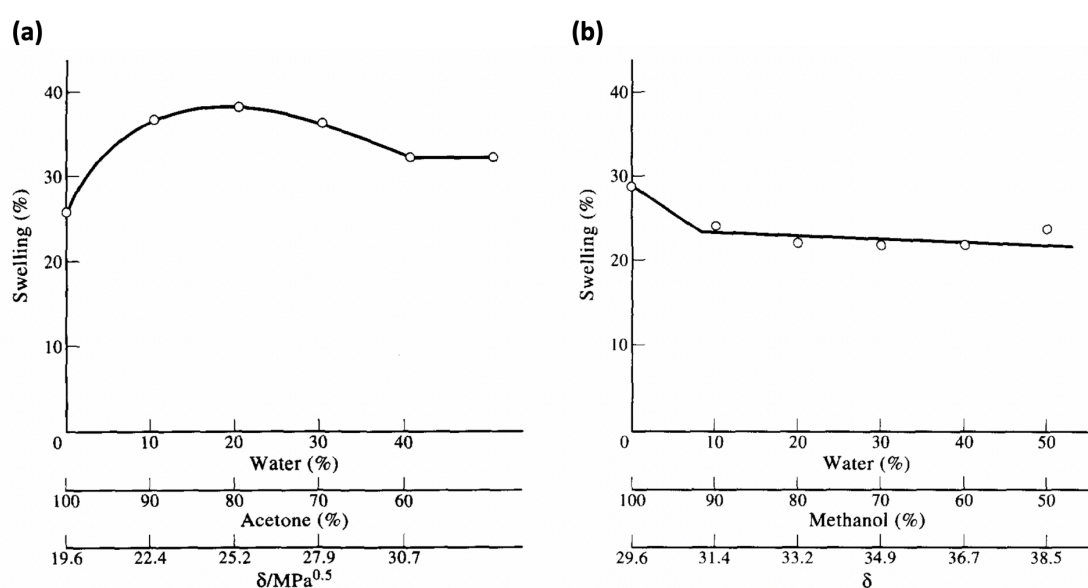 (a)
40
30
20
10
Swelling (%)
0 10 20 30 40
Water (%)
100 90 80 70 60
Acetone (%)
19.6 22.4 25.2 27.9 30.7
δ/MPa^0.5
(b)
40
30
20
10
Swelling (%)
0 10 20 30 40 50
Water (%)
100 90 80 70 60 50
Methanol (%)
29.6 31.4 33.2 34.9 36.7 38.5
δ